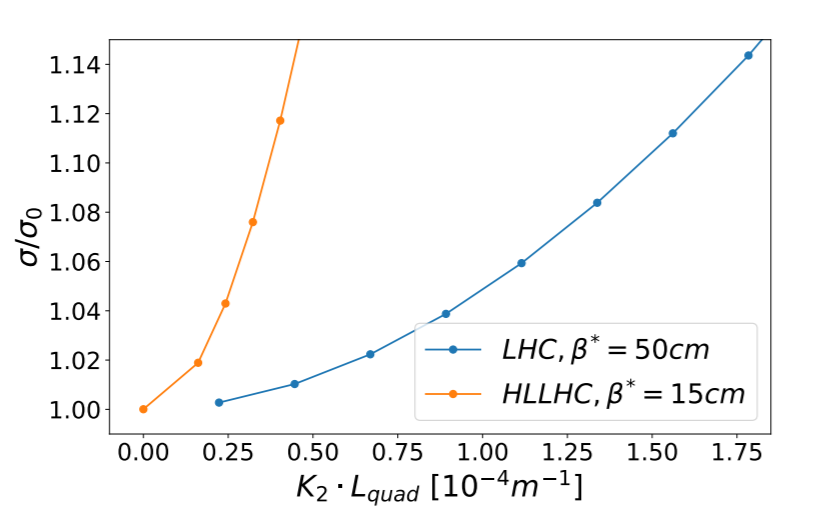 1.14
1.12
1.10
1.08
1.06
1.04
1.02
1.00
σ/σ₀
0.00 0.25 0.50 0.75 1.00 1.25 1.50 1.75
K₂ · L_quad [10⁻⁴m⁻¹]
LHC, β* = 50cm
HLLHC, β* = 15cm